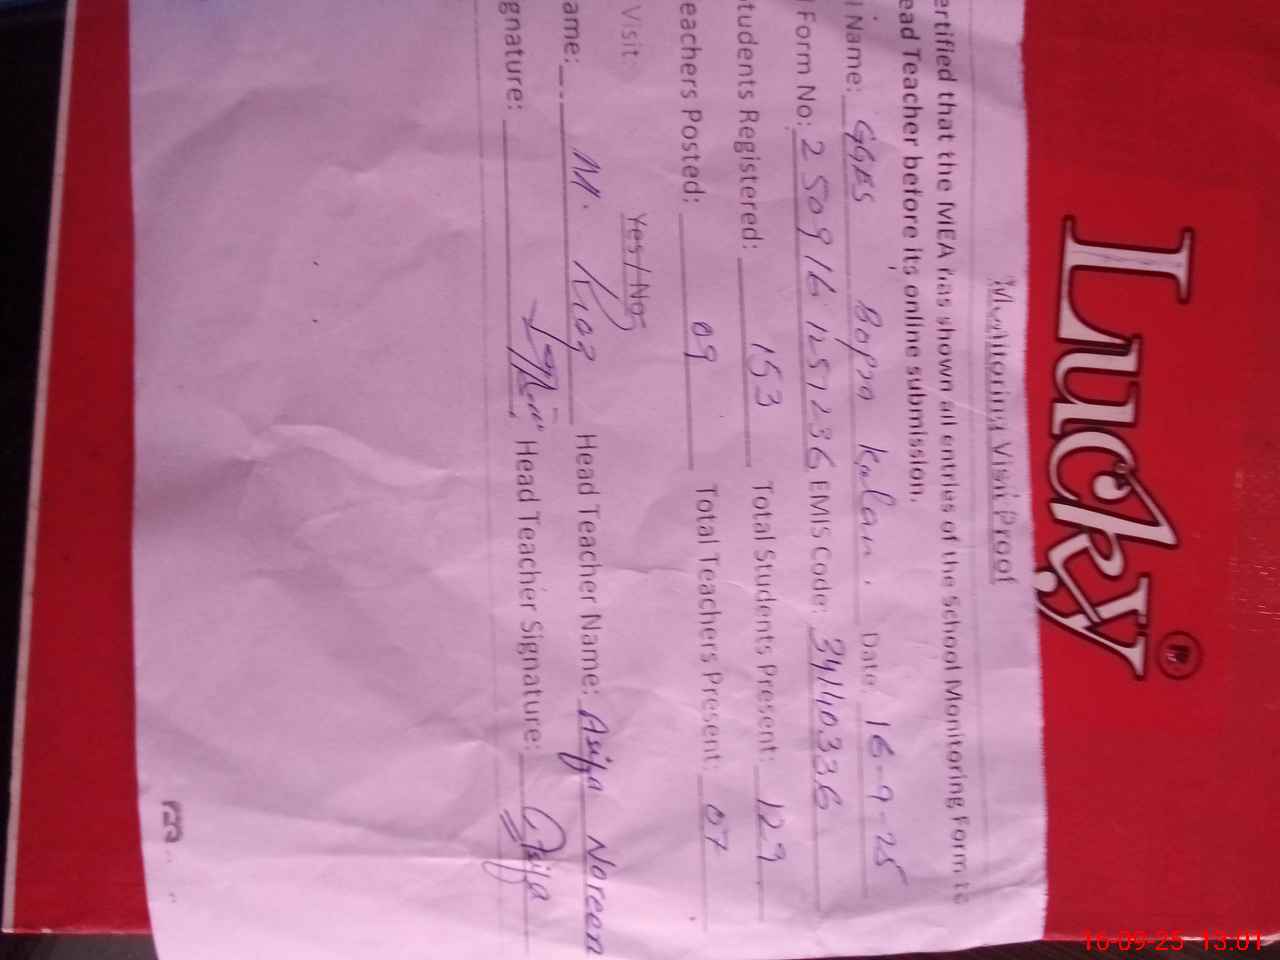 Lucky
Monitoring Visit Proof
ertified that the MEA has shown all entries of the School Monitoring Form to
ead Teacher before its online submission.
l Name: GGES Bopra Kalan. Date: 16-9-25
l Form No: 2509161251236 EMIS Code: 34110336
tudents Registered: 153 Total Students Present: 129
eachers Posted: 09 Total Teachers Present: 07
Visit: Yes/No
ame: M. Riaz Head Teacher Name: Asifa Noreen
gnature: Head Teacher Signature: Asifa
16-09-25 13:01